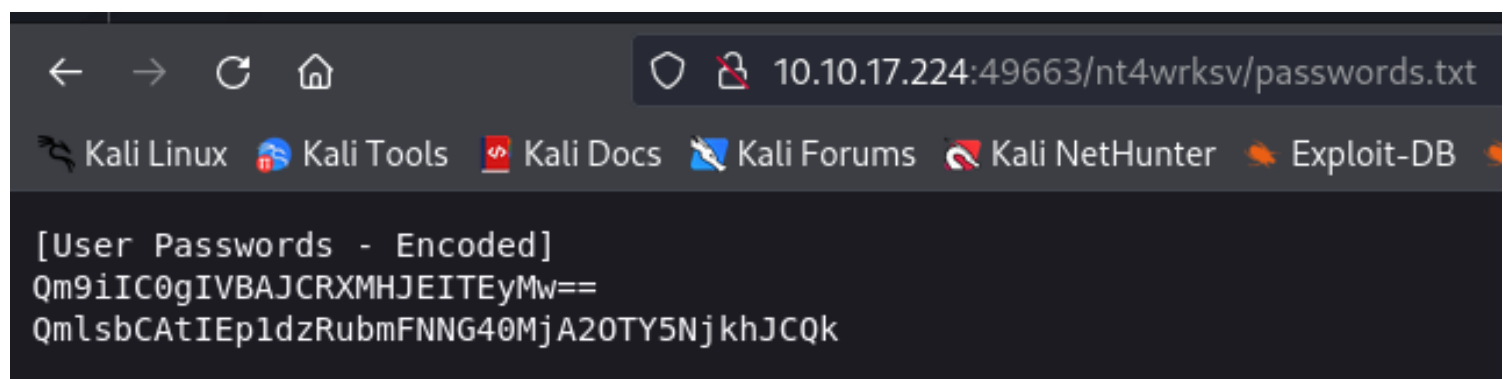 10.10.17.224:49663/nt4wrksv/passwords.txt
Kali Linux Kali Tools Kali Docs Kali Forums Kali NetHunter Exploit-DB
[User Passwords - Encoded]
Qm9iIC0gIVBAJCRXMHJEITEyMw==
QmlsbCAtIEp1dzRubmFNNG40MjA2OTY5NjkhJCQk